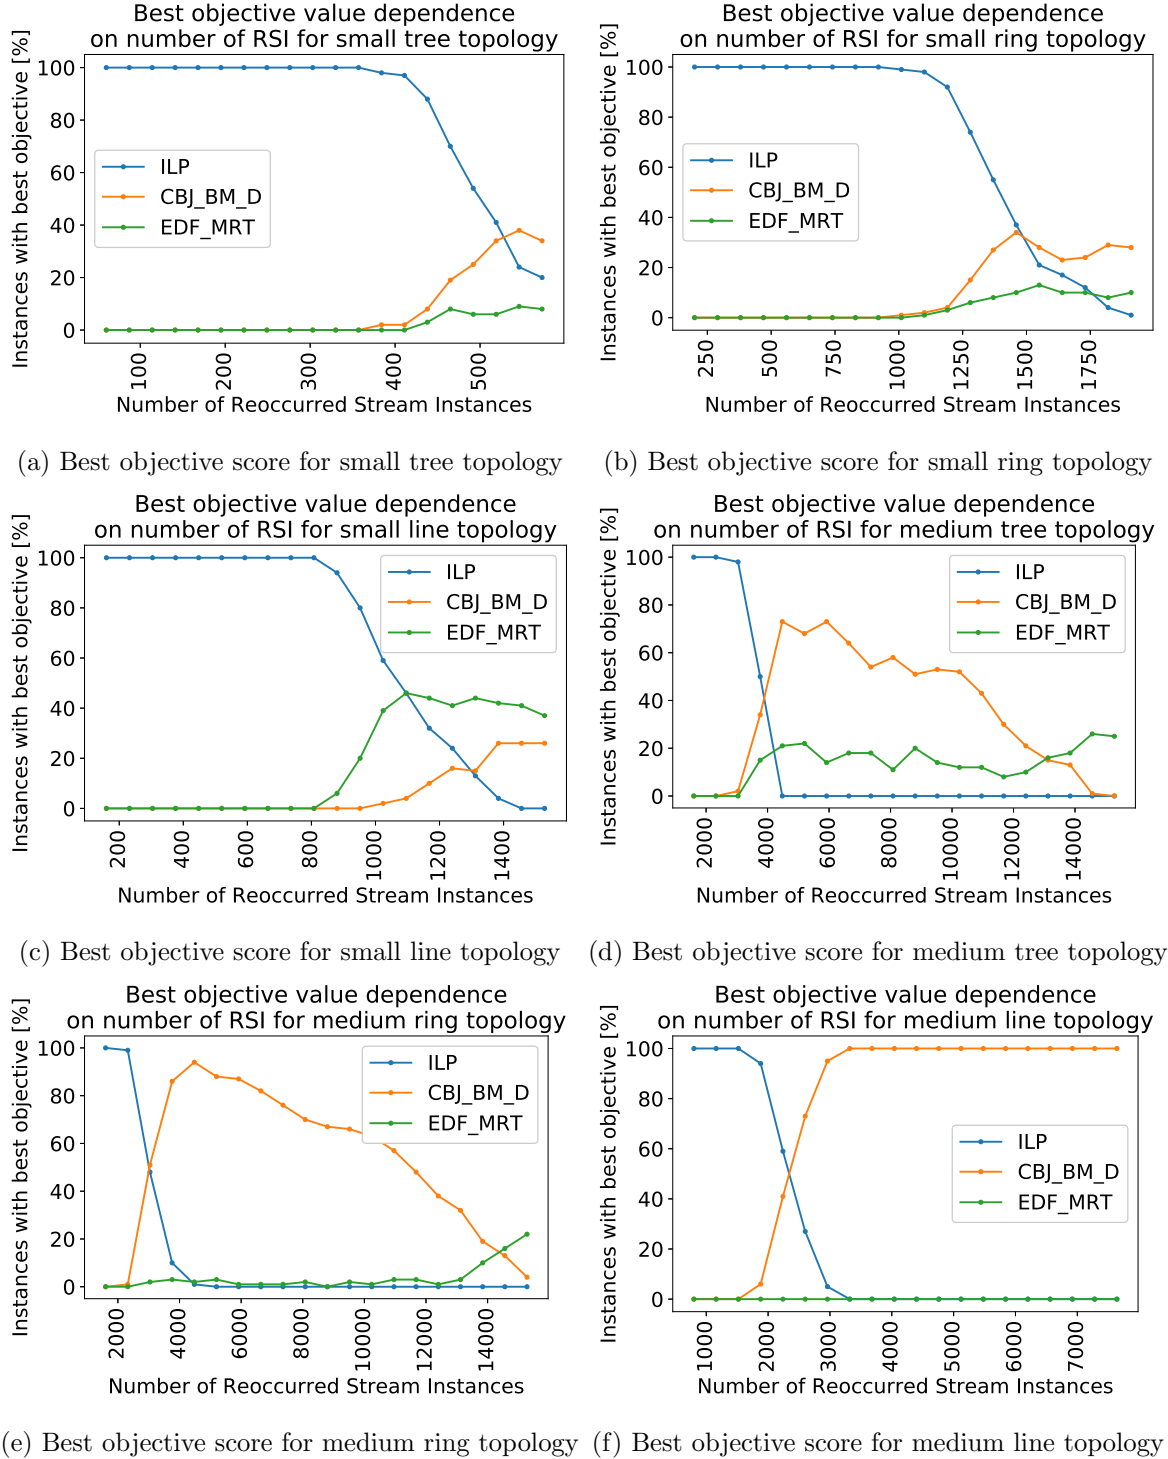 Best objective value dependence
on number of RSI for small tree topology
Instances with best objective [%]
100
80
60
40
20
0
ILP
CBJ_BM_D
EDF_MRT
100
200
300
400
500
Number of Reoccurred Stream Instances
(a) Best objective score for small tree topology
Best objective value dependence
on number of RSI for small ring topology
Instances with best objective [%]
100
80
60
40
20
0
ILP
CBJ_BM_D
EDF_MRT
250
500
750
1000
1250
1500
1750
Number of Reoccurred Stream Instances
(b) Best objective score for small ring topology
Best objective value dependence
on number of RSI for small line topology
Instances with best objective [%]
100
80
60
40
20
0
ILP
CBJ_BM_D
EDF_MRT
200
400
600
800
1000
1200
1400
Number of Reoccurred Stream Instances
(c) Best objective score for small line topology
Best objective value dependence
on number of RSI for medium tree topology
Instances with best objective [%]
100
80
60
40
20
0
ILP
CBJ_BM_D
EDF_MRT
2000
4000
6000
8000
10000
12000
14000
Number of Reoccurred Stream Instances
(d) Best objective score for medium tree topology
Best objective value dependence
on number of RSI for medium ring topology
Instances with best objective [%]
100
80
60
40
20
0
ILP
CBJ_BM_D
EDF_MRT
2000
4000
6000
8000
10000
12000
14000
Number of Reoccurred Stream Instances
(e) Best objective score for medium ring topology
Best objective value dependence
on number of RSI for medium line topology
Instances with best objective [%]
100
80
60
40
20
0
ILP
CBJ_BM_D
EDF_MRT
1000
2000
3000
4000
5000
6000
7000
Number of Reoccurred Stream Instances
(f) Best objective score for medium line topology